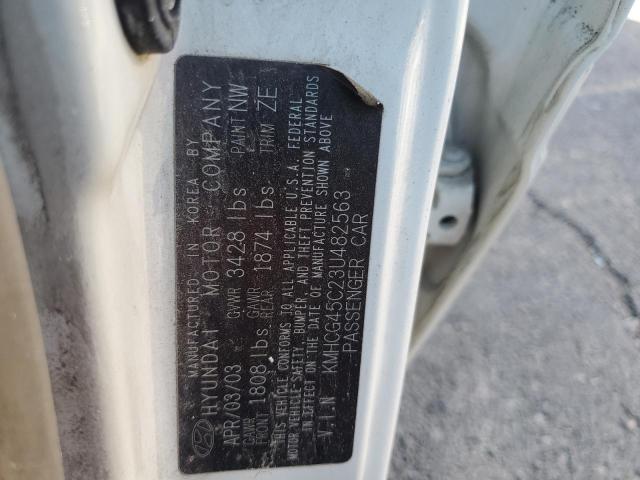 MANUFACTURED IN KOREA BY
HYUNDAI MOTOR COMPANY
APR/03/03 GVWR 3428 lbs PAINT NW
GAWR FRONT 1808 lbs GAWR REAR 1874 lbs TRIM ZE
THIS VEHICLE CONFORMS TO ALL APPLICABLE U.S.A. FEDERAL
MOTOR VEHICLE SAFETY, BUMPER, AND THEFT PREVENTION STANDARDS
IN EFFECT ON THE DATE OF MANUFACTURE SHOWN ABOVE
V.I.N KMHCG45C23U482563
PASSENGER CAR